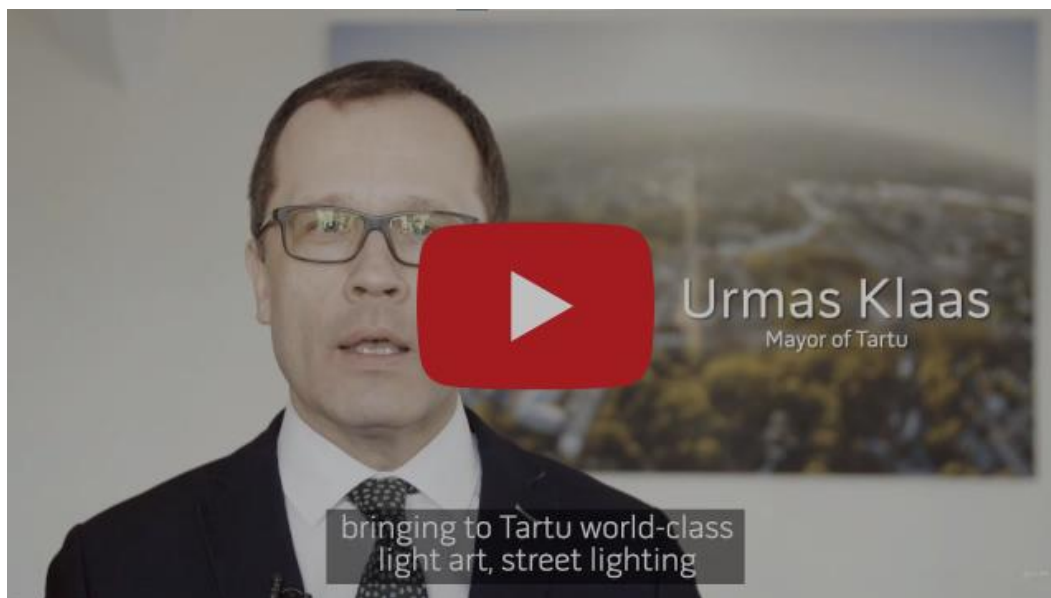 Urmas Klaas
Mayor of Tartu
bringing to Tartu world-class
light art, street lighting